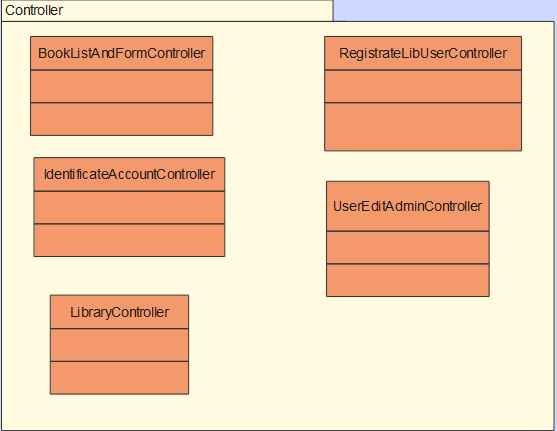 Controller
BookListAndFormController
RegistrateLibUserController
IdentificateAccountController
UserEditAdminController
LibraryController